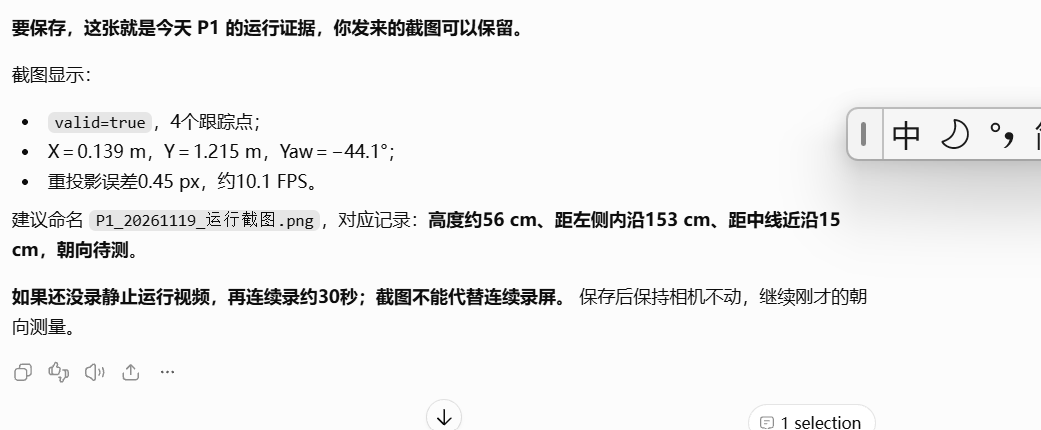 要保存，这张就是今天 P1 的运行证据，你发来的截图可以保留。
截图显示：
• valid=true，4个跟踪点；
• X = 0.139 m，Y = 1.215 m，Yaw = −44.1°；
• 重投影误差0.45 px，约10.1 FPS。
建议命名 P1_20261119_运行截图.png，对应记录：高度约56 cm、距左侧内沿153 cm、距中线近沿15
cm，朝向待测。
如果还没录静止运行视频，再连续录约30秒；截图不能代替连续录屏。 保存后保持相机不动，继续刚才的朝
向测量。
中
1 selection